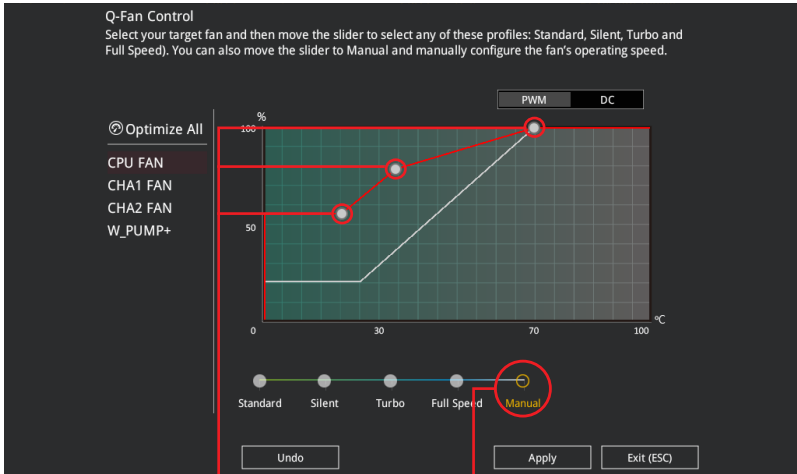 Q-Fan Control
Select your target fan and then move the slider to select any of these profiles: Standard, Silent, Turbo and
Full Speed). You can also move the slider to Manual and manually configure the fan's operating speed.
PWM DC
Optimize All
CPU FAN
CHA1 FAN
CHA2 FAN
W_PUMP+
%
100
50
0 30 70 100
ºC
Standard Silent Turbo Full Speed Manual
Undo Apply Exit (ESC)